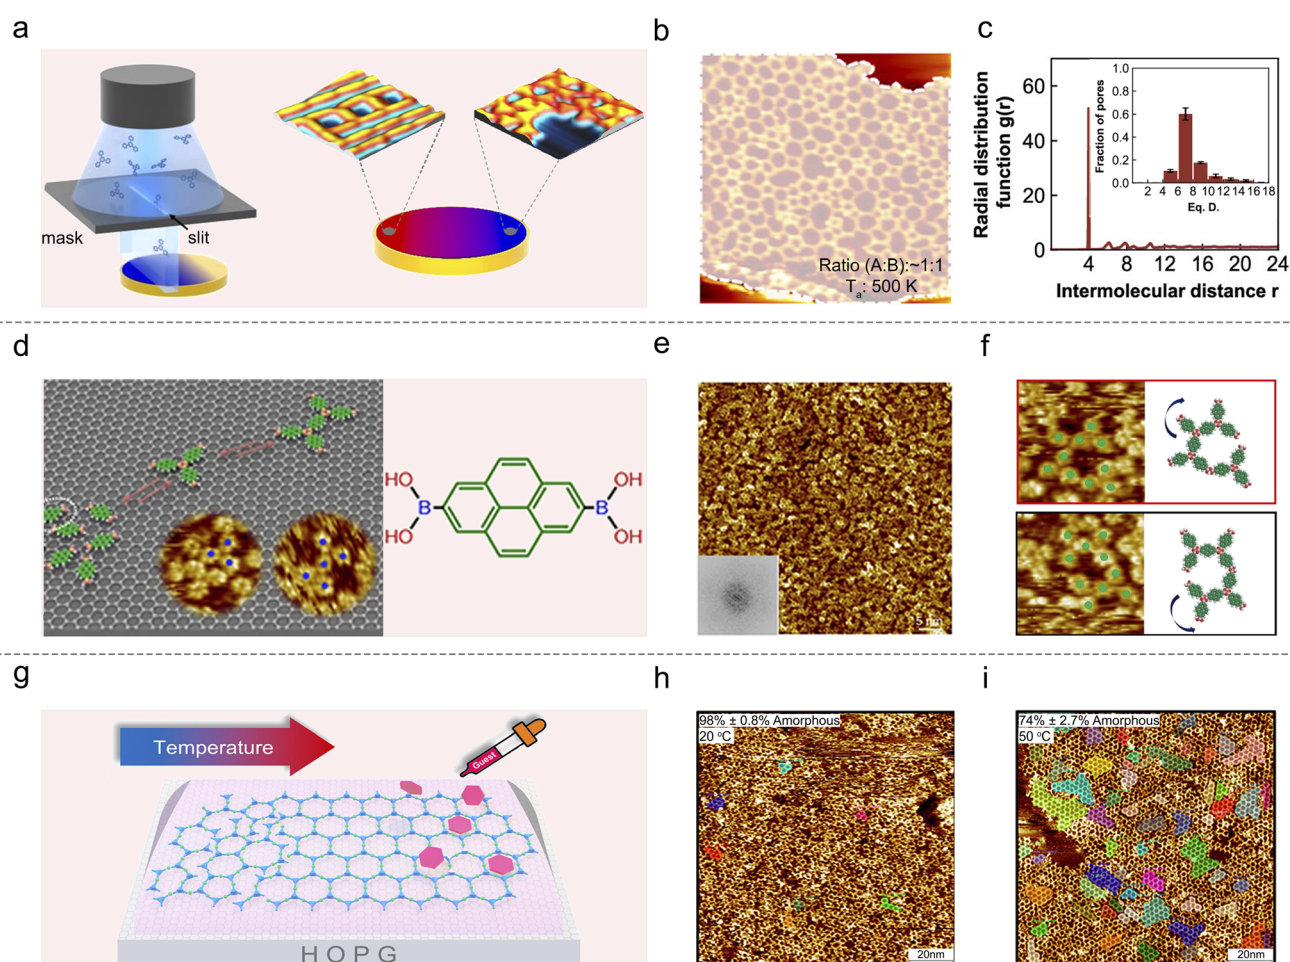 a
mask
slit
b
Ratio (A:B):~1:1
Ta: 500 K
c
Radial distribution
function g(r)
60
40
20
0
4
8
12
16
20
24
Intermolecular distance r
Fraction of pores
1.0
0.8
0.6
0.4
0.2
0.0
2 4 6 8 10 12 14 16 18
Eq. D.
d
HO
HO
B
B
OH
OH
e
5 nm
f
g
Temperature
Guest
HOPG
h
98% ± 0.8% Amorphous
20 °C
20nm
i
74% ± 2.7% Amorphous
50 °C
20nm